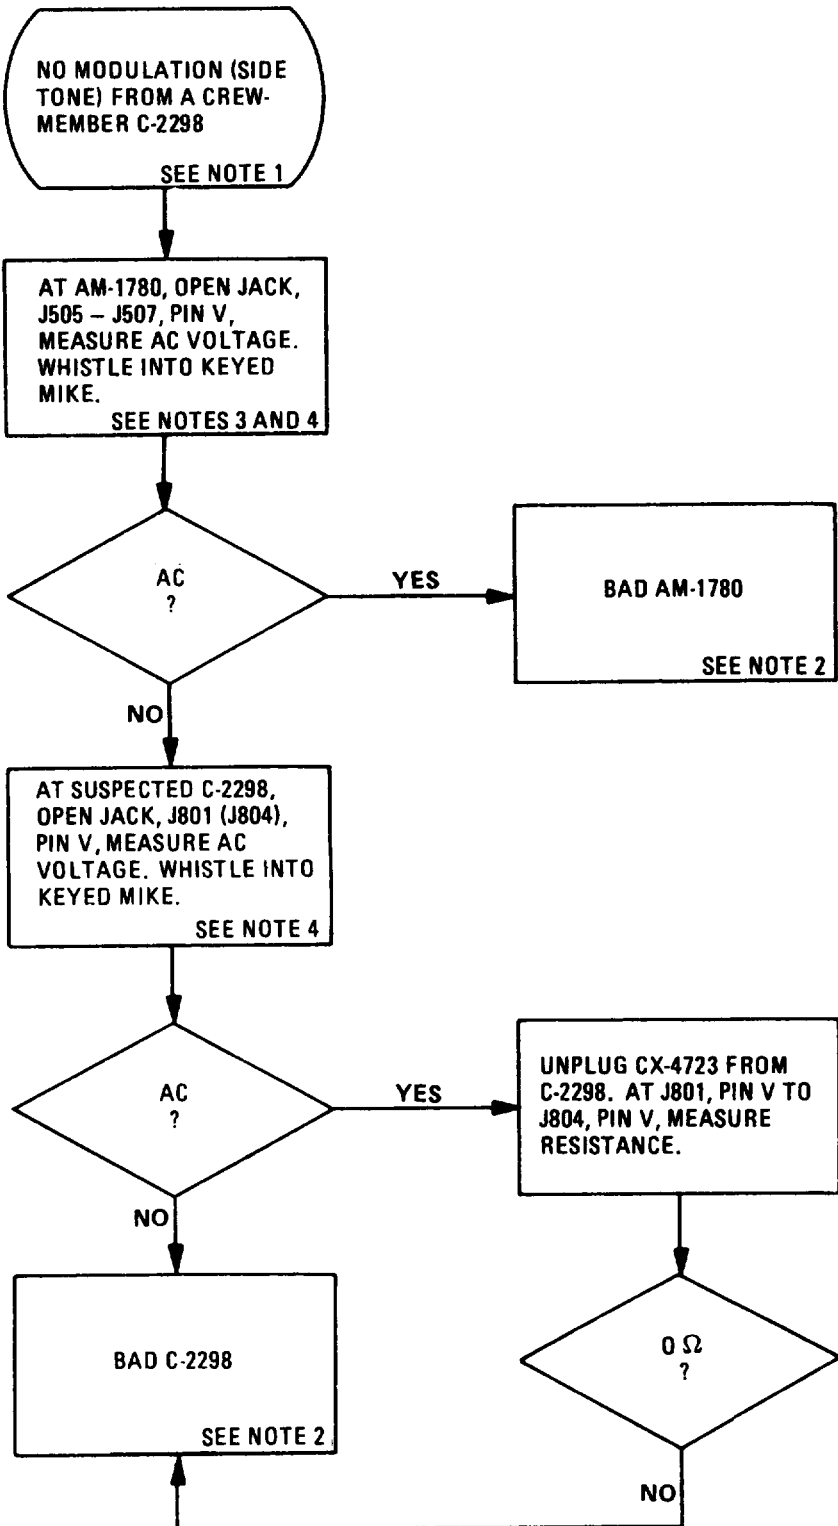 NO MODULATION (SIDE
TONE) FROM A CREW-
MEMBER C-2298
SEE NOTE 1
AT AM-1780, OPEN JACK,
J505 – J507, PIN V,
MEASURE AC VOLTAGE.
WHISTLE INTO KEYED
MIKE.
SEE NOTES 3 AND 4
AC
?
YES
BAD AM-1780
SEE NOTE 2
NO
AT SUSPECTED C-2298,
OPEN JACK, J801 (J804),
PIN V, MEASURE AC
VOLTAGE. WHISTLE INTO
KEYED MIKE.
SEE NOTE 4
AC
?
YES
UNPLUG CX-4723 FROM
C-2298. AT J801, PIN V TO
J804, PIN V, MEASURE
RESISTANCE.
NO
BAD C-2298
SEE NOTE 2
0 Ω
?
NO